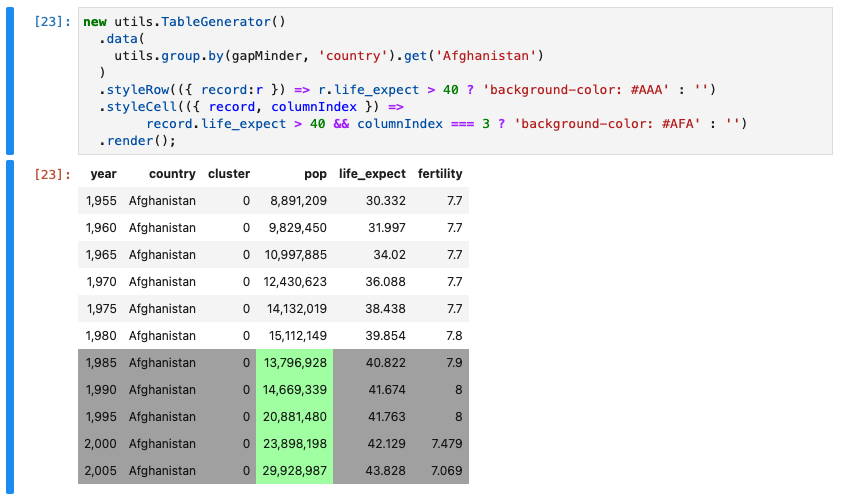 [23]: new utils.TableGenerator()
.data(
utils.group.by(gapMinder, 'country').get('Afghanistan')
)
.styleRow(({ record:r }) => r.life_expect > 40 ? 'background-color: #AAA' : '')
.styleCell(({ record, columnIndex }) =>
record.life_expect > 40 && columnIndex === 3 ? 'background-color: #AFA' : '')
.render();
[23]: year country cluster pop life_expect fertility
1,955 Afghanistan 0 8,891,209 30.332 7.7
1,960 Afghanistan 0 9,829,450 31.997 7.7
1,965 Afghanistan 0 10,997,885 34.02 7.7
1,970 Afghanistan 0 12,430,623 36.088 7.7
1,975 Afghanistan 0 14,132,019 38.438 7.7
1,980 Afghanistan 0 15,112,149 39.854 7.8
1,985 Afghanistan 0 13,796,928 40.822 7.9
1,990 Afghanistan 0 14,669,339 41.674 8
1,995 Afghanistan 0 20,881,480 41.763 8
2,000 Afghanistan 0 23,898,198 42.129 7.479
2,005 Afghanistan 0 29,928,987 43.828 7.069